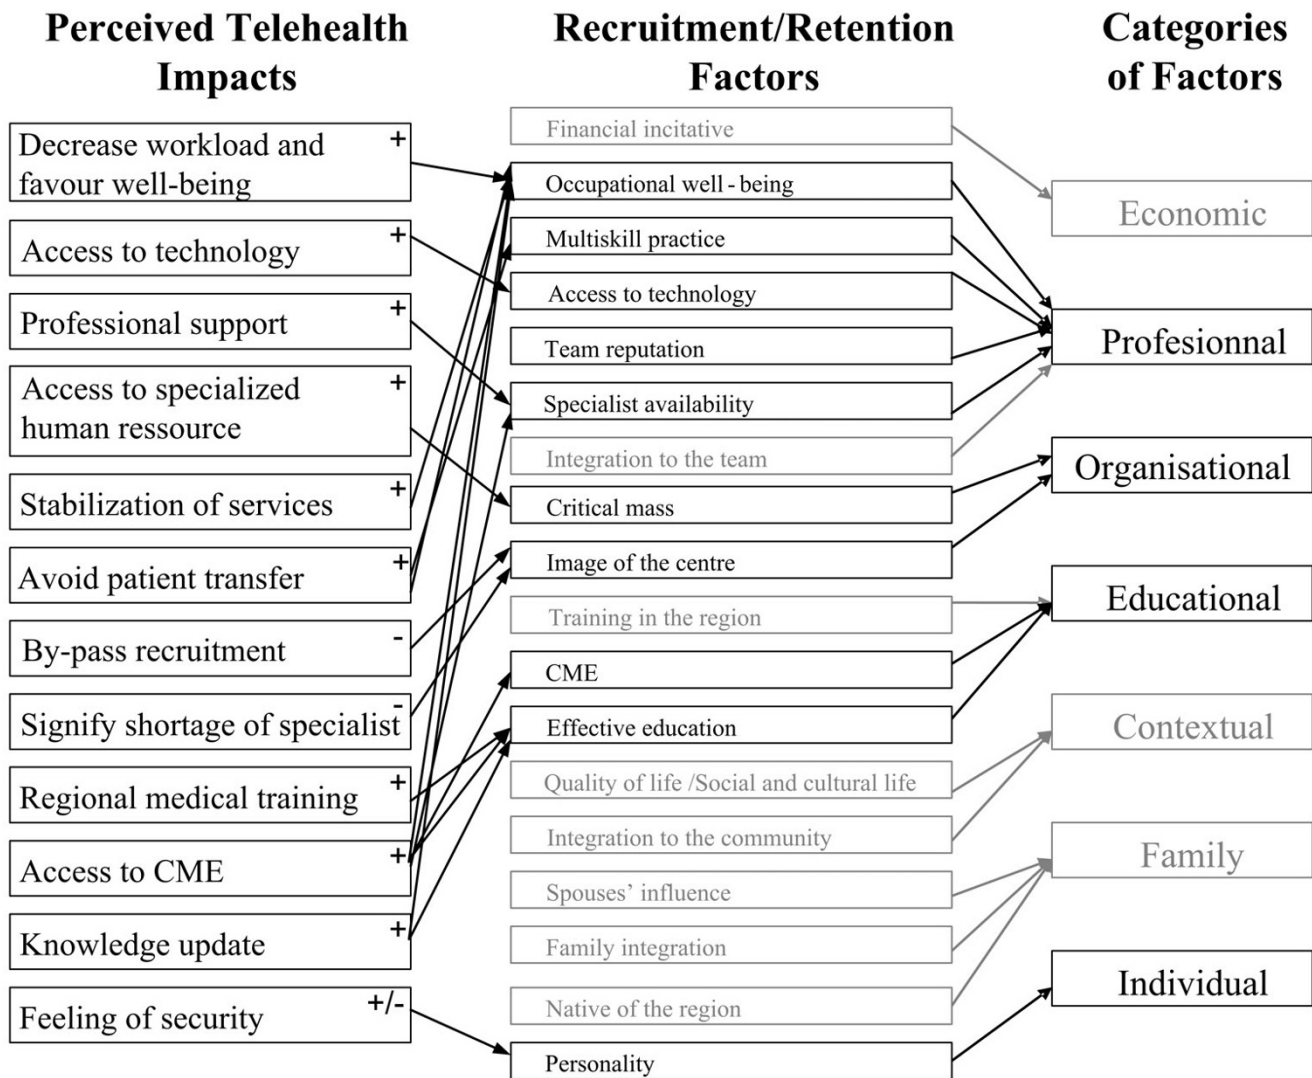 Perceived Telehealth
Impacts
Decrease workload and
favour well-being
+
Access to technology
+
Professional support
+
Access to specialized
human ressource
+
Stabilization of services
+
Avoid patient transfer
+
By-pass recruitment
-
Signify shortage of specialist
-
Regional medical training
+
Access to CME
+
Knowledge update
+
Feeling of security
+/-
Recruitment/Retention
Factors
Financial incitative
Occupational well - being
Multiskill practice
Access to technology
Team reputation
Specialist availability
Integration to the team
Critical mass
Image of the centre
Training in the region
CME
Effective education
Quality of life /Social and cultural life
Integration to the community
Spouses’ influence
Family integration
Native of the region
Personality
Categories
of Factors
Economic
Profesionnal
Organisational
Educational
Contextual
Family
Individual